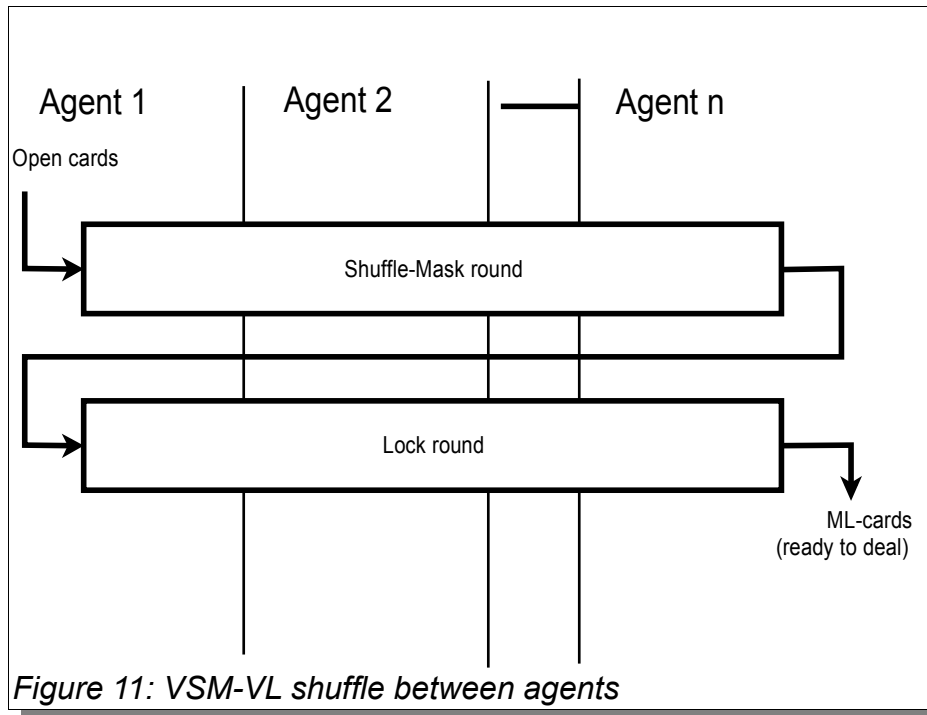 Agent 1
Agent 2
Agent n
Open cards
Shuffle-Mask round
Lock round
ML-cards
(ready to deal)
Figure 11: VSM-VL shuffle between agents